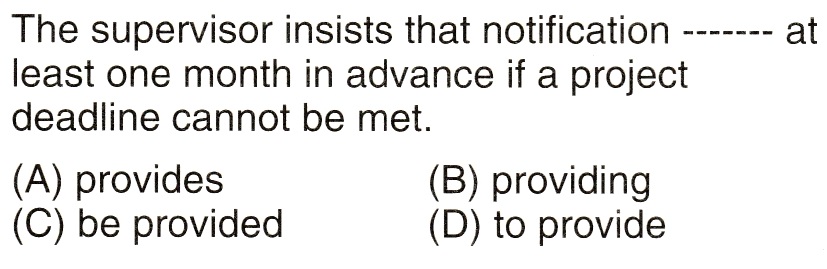 The supervisor insists that notification ------- at
least one month in advance if a project
deadline cannot be met.
(A) provides (B) providing
(C) be provided (D) to provide